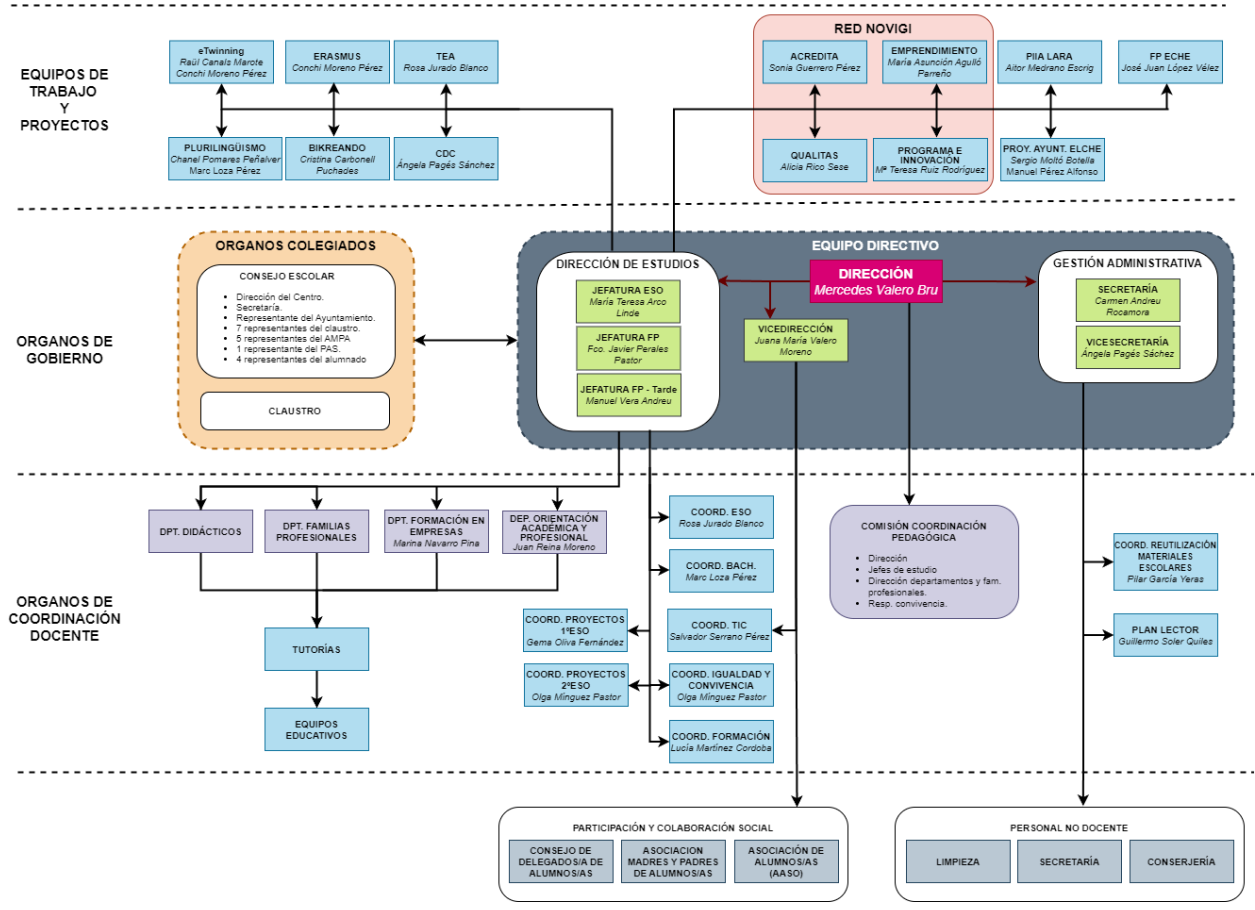 EQUIPOS DE
TRABAJO
Y
PROYECTOS
eTwinning
Raül Canals Marote
Conchi Moreno Pérez
ERASMUS
Conchi Moreno Pérez
TEA
Rosa Jurado Blanco
PLURILINGÜISMO
Chanel Pomares Peñalver
Marc Loza Pérez
BIKREANDO
Cristina Carbonell
Puchades
CDC
Ángela Pagés Sánchez
RED NOVIGI
ACREDITA
Sonia Guerrero Pérez
EMPRENDIMIENTO
María Asunción Agulló
Parreño
QUALITAS
Alicia Rico Sese
PROGRAMA E
INNOVACIÓN
Mª Teresa Ruiz Rodríguez
PIIA LARA
Aitor Medrano Escrig
FP ECHE
José Juan López Vélez
PROY. AYUNT. ELCHE
Sergio Moltó Botella
Manuel Pérez Alfonso
ORGANOS DE
GOBIERNO
ORGANOS COLEGIADOS
CONSEJO ESCOLAR
• Dirección del Centro.
• Secretaría.
• Representante del Ayuntamiento.
• 7 representantes del claustro.
• 5 representantes del AMPA
• 1 representante del PAS.
• 4 representantes del alumnado
CLAUSTRO
EQUIPO DIRECTIVO
DIRECCIÓN DE ESTUDIOS
JEFATURA ESO
María Teresa Arco
Linde
JEFATURA FP
Fco. Javier Perales
Pastor
JEFATURA FP - Tarde
Manuel Vera Andreu
DIRECCIÓN
Mercedes Valero Bru
VICEDIRECCIÓN
Juana María Valero
Moreno
GESTIÓN ADMINISTRATIVA
SECRETARÍA
Carmen Andreu
Rocamora
VICESECRETARÍA
Ángela Pagés Sáchez
ORGANOS DE
COORDINACIÓN
DOCENTE
DPT. DIDÁCTICOS
DPT. FAMILIAS
PROFESIONALES
DPT. FORMACIÓN EN
EMPRESAS
Marina Navarro Pina
DEP. ORIENTACIÓN
ACADÉMICA Y
PROFESIONAL
Juan Reina Moreno
TUTORÍAS
EQUIPOS
EDUCATIVOS
COORD. ESO
Rosa Jurado Blanco
COORD. BACH.
Marc Loza Pérez
COORD. PROYECTOS
1ºESO
Gema Oliva Fernández
COORD. TIC
Salvador Serrano Pérez
COORD. PROYECTOS
2ºESO
Olga Mínguez Pastor
COORD. IGUALDAD Y
CONVIVENCIA
Olga Mínguez Pastor
COORD. FORMACIÓN
Lucía Martínez Cordoba
COMISIÓN COORDINACIÓN
PEDAGÓGICA
• Dirección
• Jefes de estudio
• Dirección departamentos y fam.
profesionales.
• Resp. convivencia.
COORD. REUTILIZACIÓN
MATERIALES
ESCOLARES
Pilar García Yeras
PLAN LECTOR
Guillermo Soler Quiles
PARTICIPACIÓN Y COLABORACIÓN SOCIAL
CONSEJO DE
DELEGADOS/A DE
ALUMNOS/AS
ASOCIACION
MADRES Y PADRES
DE ALUMNOS/AS
ASOCIACIÓN DE
ALUMNOS/AS
(AASO)
PERSONAL NO DOCENTE
LIMPIEZA
SECRETARÍA
CONSERJERÍA